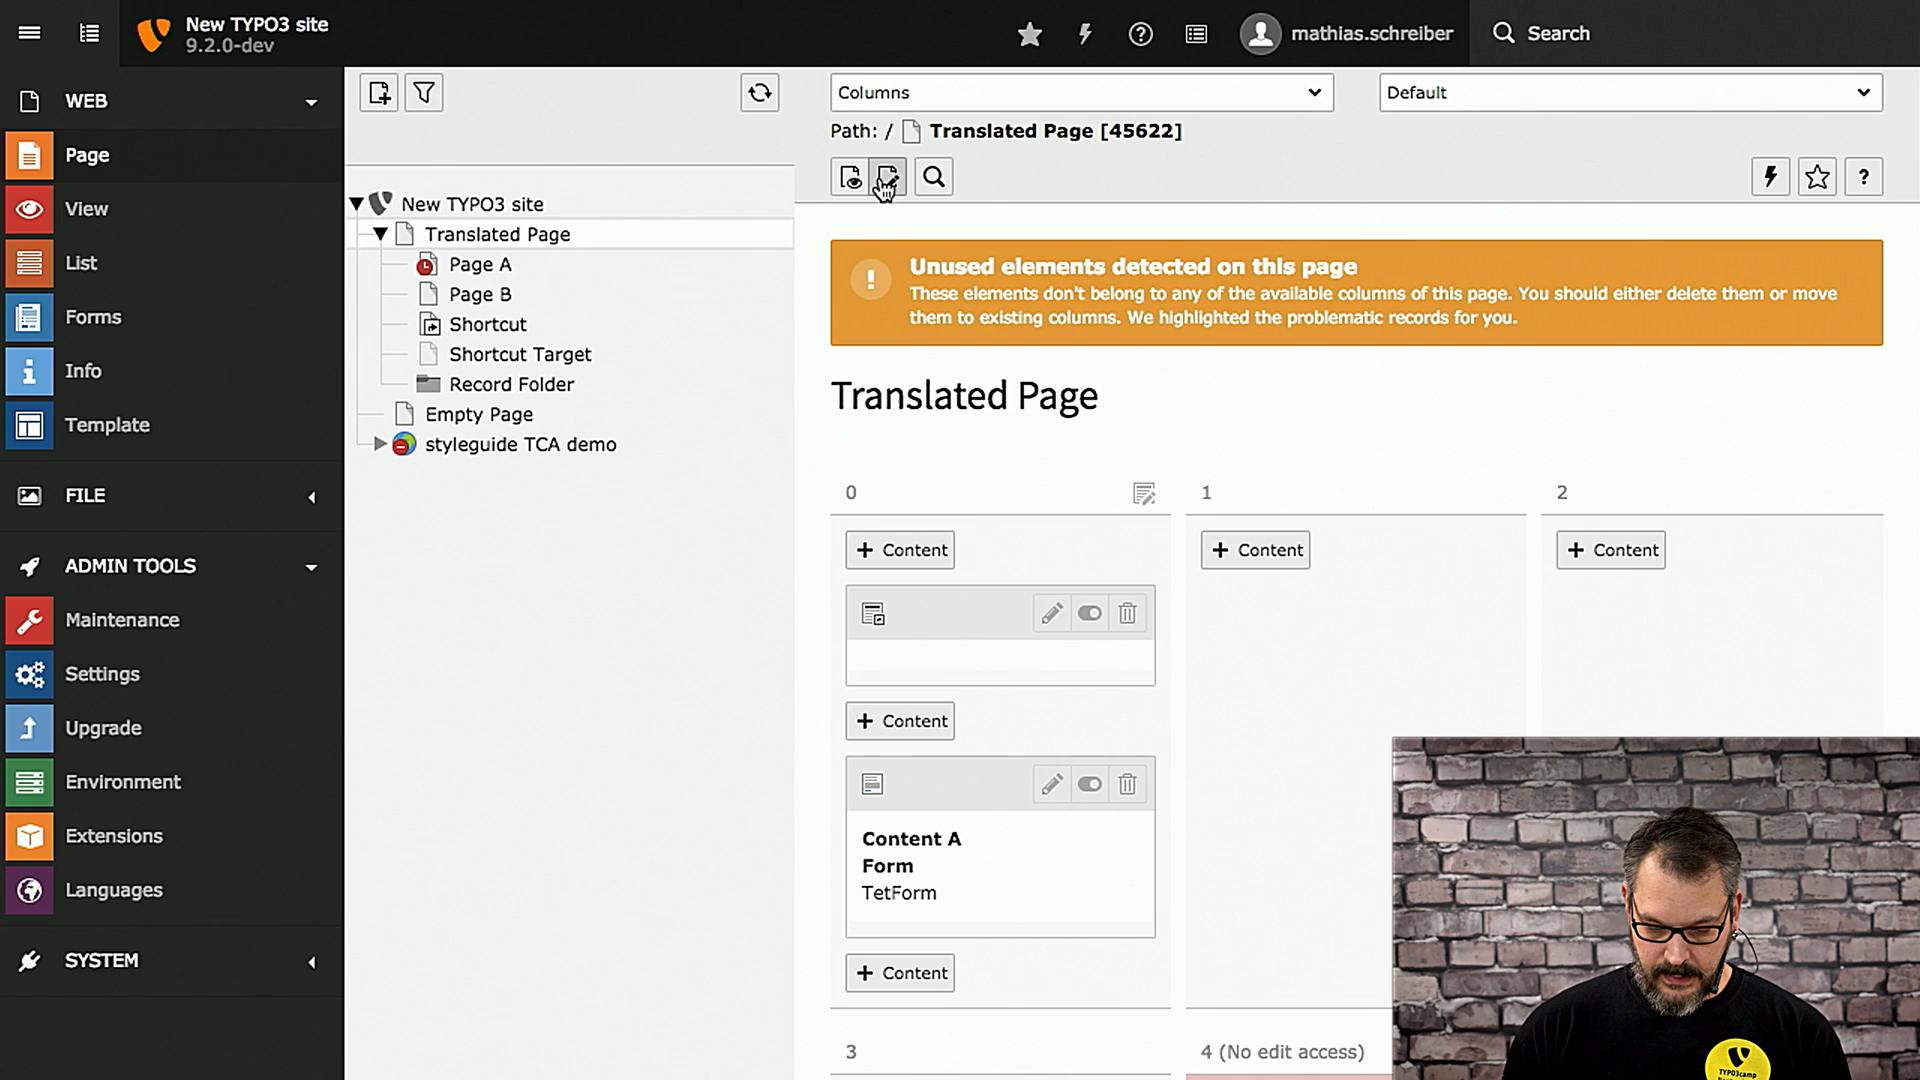 New TYPO3 site
9.2.0-dev
mathias.schreiber
Search
WEB
Page
View
List
Forms
Info
Template
FILE
ADMIN TOOLS
Maintenance
Settings
Upgrade
Environment
Extensions
Languages
SYSTEM
New TYPO3 site
Translated Page
Page A
Page B
Shortcut
Shortcut Target
Record Folder
Empty Page
styleguide TCA demo
Columns
Default
Path: / Translated Page [45622]
?
Unused elements detected on this page
These elements don't belong to any of the available columns of this page. You should either delete them or move
them to existing columns. We highlighted the problematic records for you.
Translated Page
0
1
2
+ Content
+ Content
+ Content
+ Content
Content A
Form
TetForm
+ Content
3
4 (No edit access)
TYPO3camp